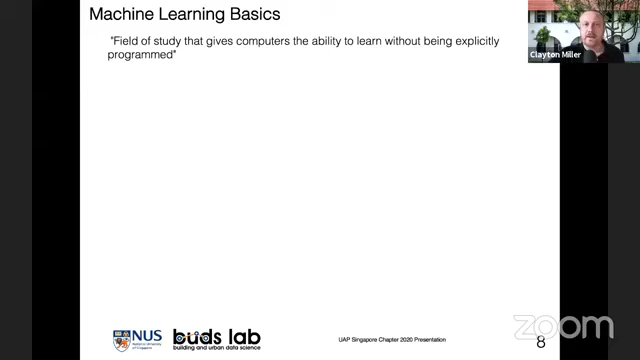 Machine Learning Basics
"Field of study that gives computers the ability to learn without being explicitly
programmed"
Clayton Miller
NUS
National University
of Singapore
buds lab
building and urban data science
UAP Singapore Chapter 2020 Presentation
8
zoom